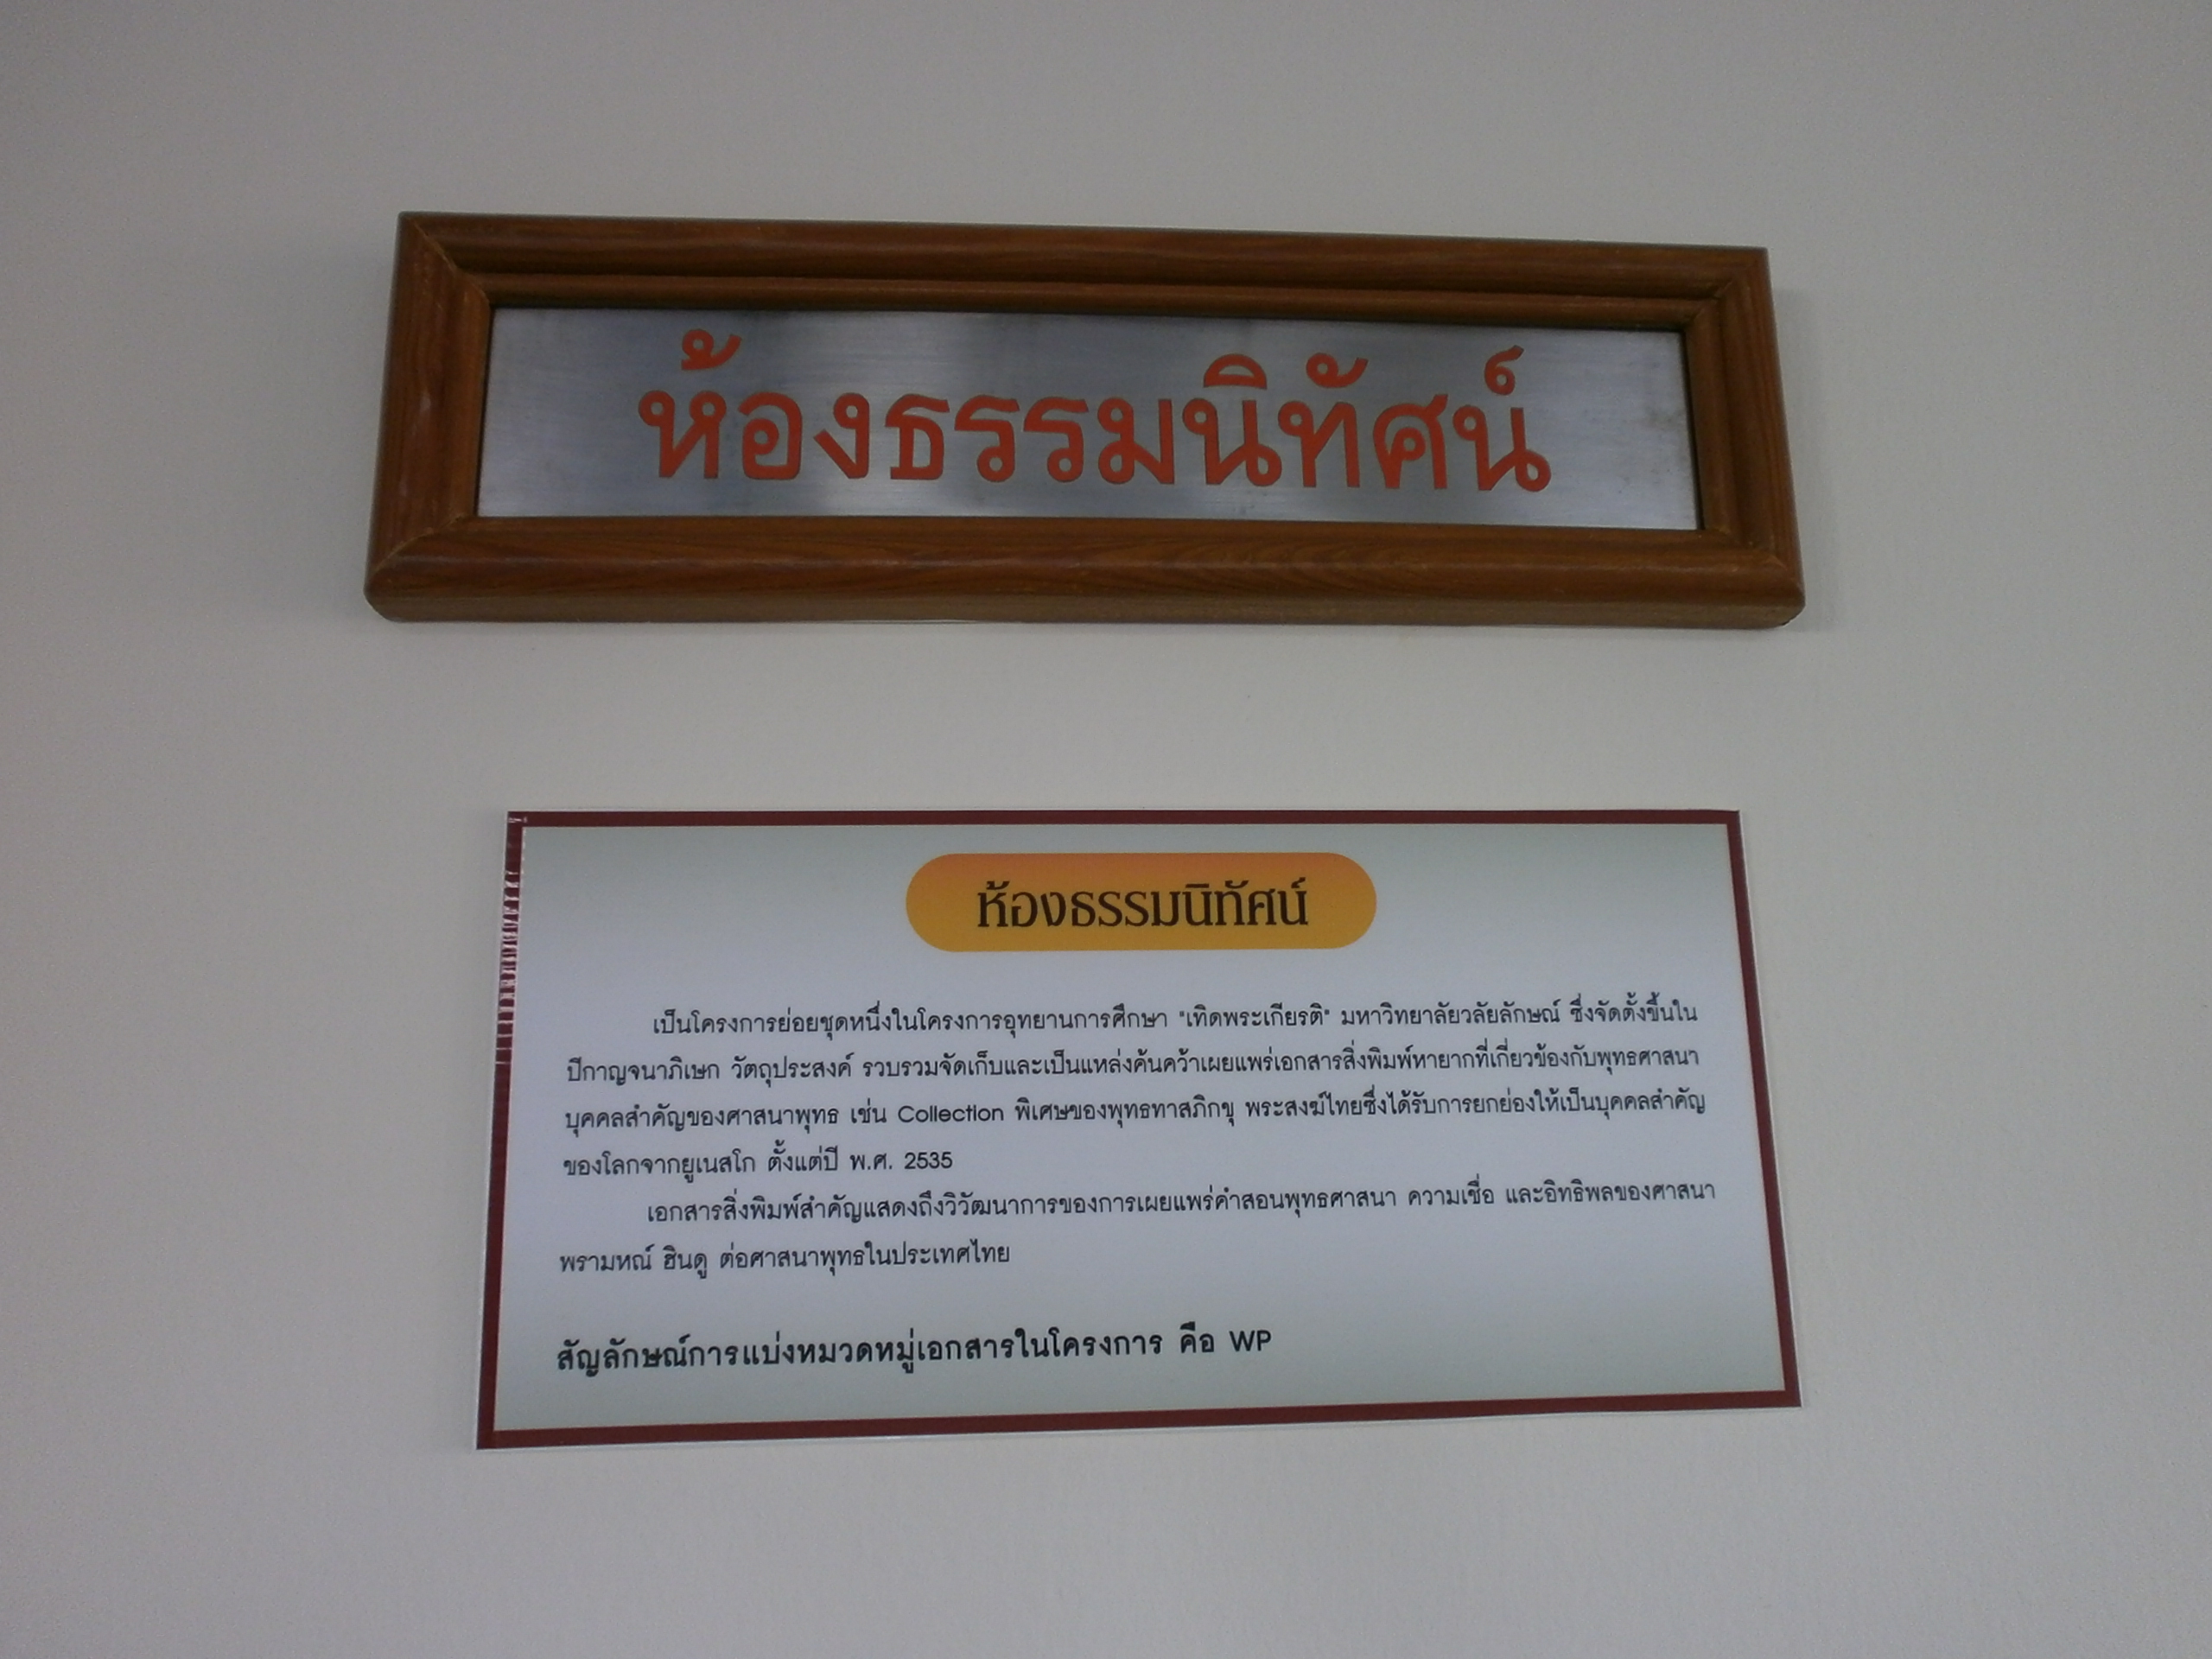 ห้องธรรมนิทัศน์
ห้องธรรมนิทัศน์
เป็นโครงการย่อยชุดหนึ่งในโครงการอุทยานการศึกษา "เทิดพระเกียรติ" มหาวิทยาลัยวลัยลักษณ์ ซึ่งจัดตั้งขึ้นใน
ปีกาญจนาภิเษก วัตถุประสงค์ รวบรวมจัดเก็บและเป็นแหล่งค้นคว้าเผยแพร่เอกสารสิ่งพิมพ์หายากที่เกี่ยวข้องกับพุทธศาสนา
บุคคลสำคัญของศาสนาพุทธ เช่น Collection พิเศษของพุทธทาสภิกขุ พระสงฆ์ไทยซึ่งได้รับการยกย่องให้เป็นบุคคลสำคัญ
ของโลกจากยูเนสโก ตั้งแต่ปี พ.ศ. 2535
เอกสารสิ่งพิมพ์สำคัญแสดงถึงวิวัฒนาการของการเผยแพร่คำสอนพุทธศาสนา ความเชื่อ และอิทธิพลของศาสนา
พรามหณ์ ฮินดู ต่อศาสนาพุทธในประเทศไทย
สัญลักษณ์การแบ่งหมวดหมู่เอกสารในโครงการ คือ WP